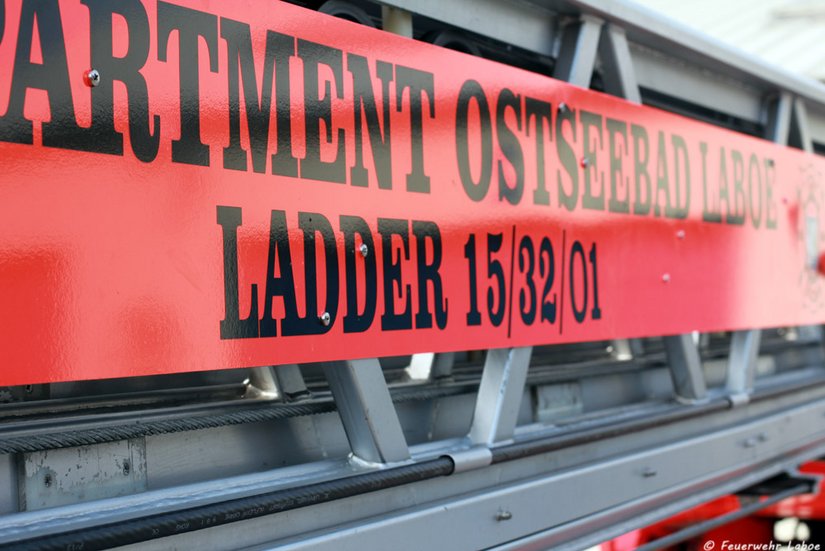 PARTMENT OSTSEEBAD LABOE
LADDER 15/32/01
© Feuerwehr Laboe